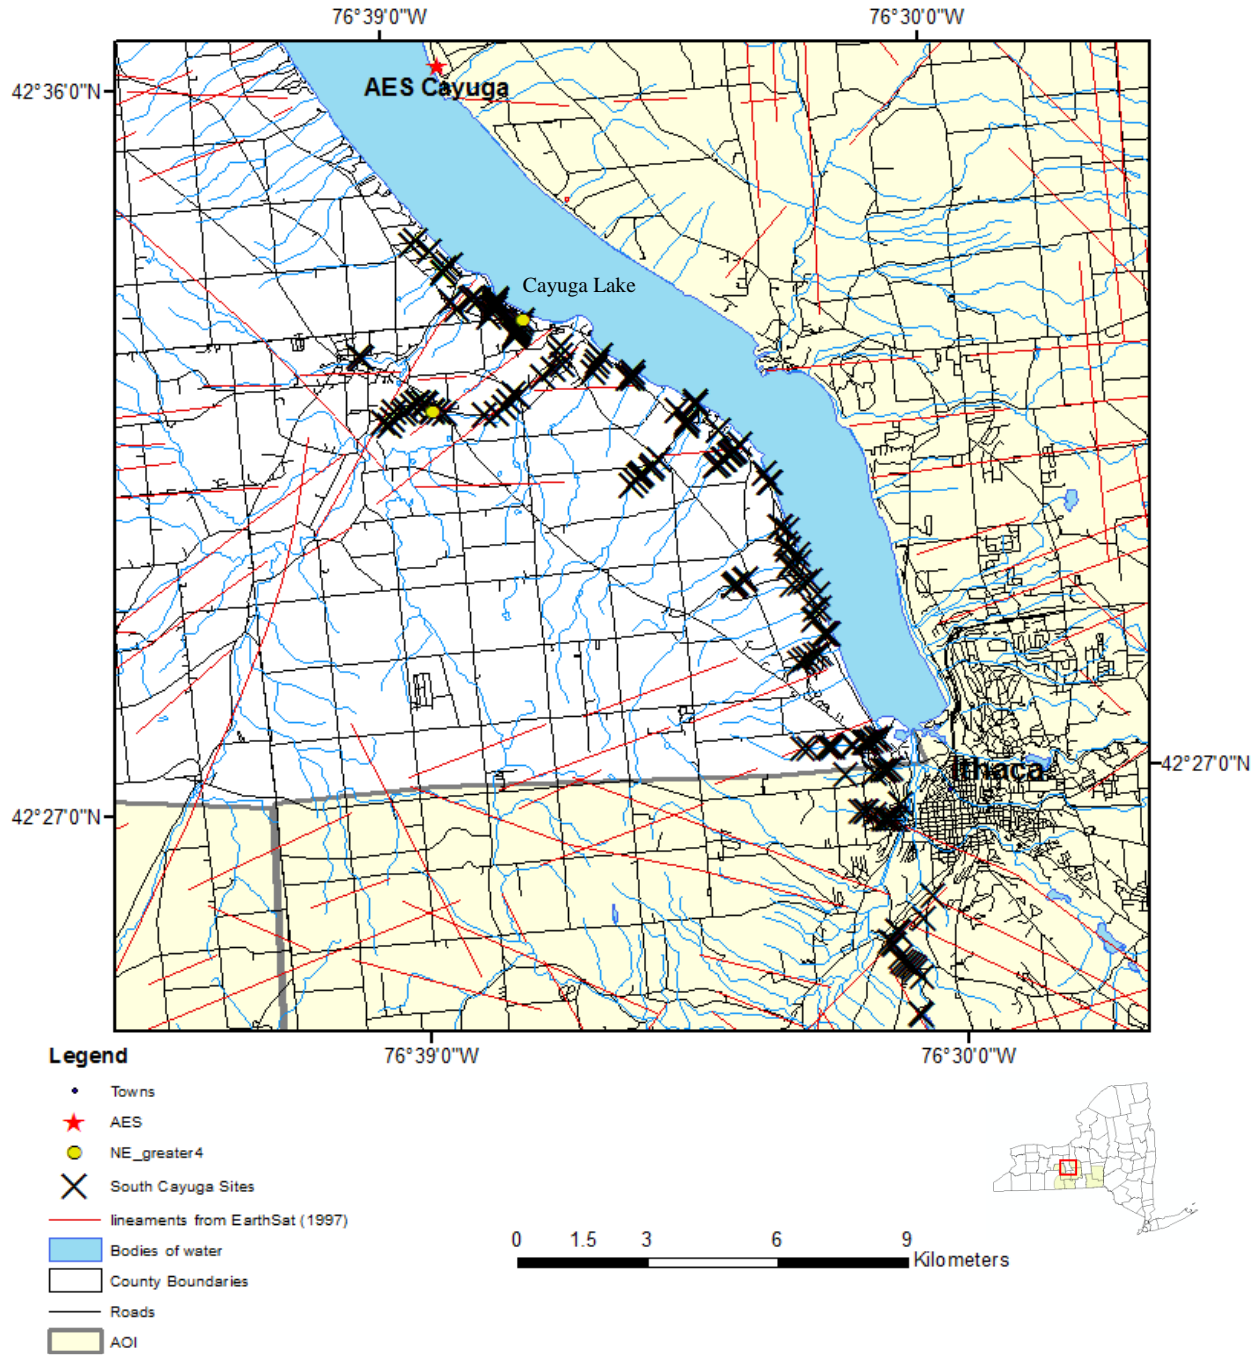 76°39'0"W 76°30'0"W
42°36'0"N
AES Cayuga
Cayuga Lake
42°27'0"N
Ithaca
42°27'0"N
76°39'0"W 76°30'0"W
Legend
Towns
AES
NE_greater4
South Cayuga Sites
lineaments from EarthSat (1997)
Bodies of water
County Boundaries
Roads
AOI
0 1.5 3 6 9
Kilometers